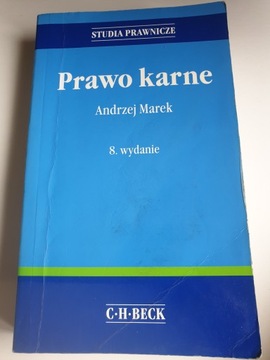 STUDIA PRAWNICZE
Prawo karne
Andrzej Marek
8. wydanie
C·H·BECK